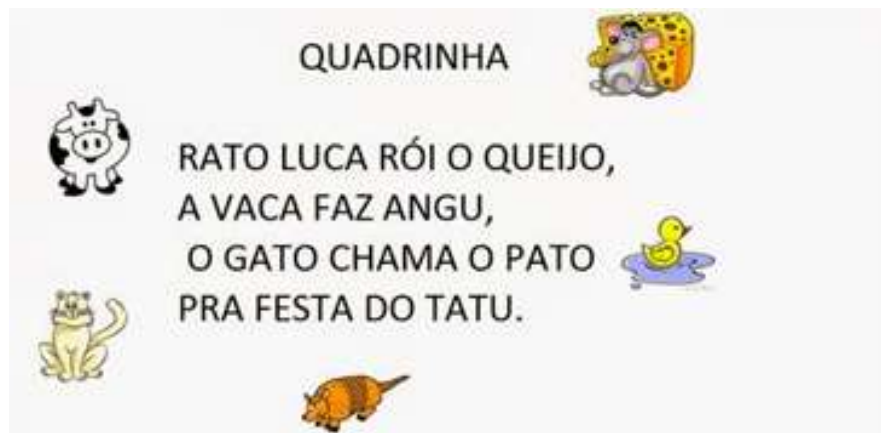 QUADRINHA
RATO LUCA RÓI O QUEIJO,
A VACA FAZ ANGU,
O GATO CHAMA O PATO
PRA FESTA DO TATU.